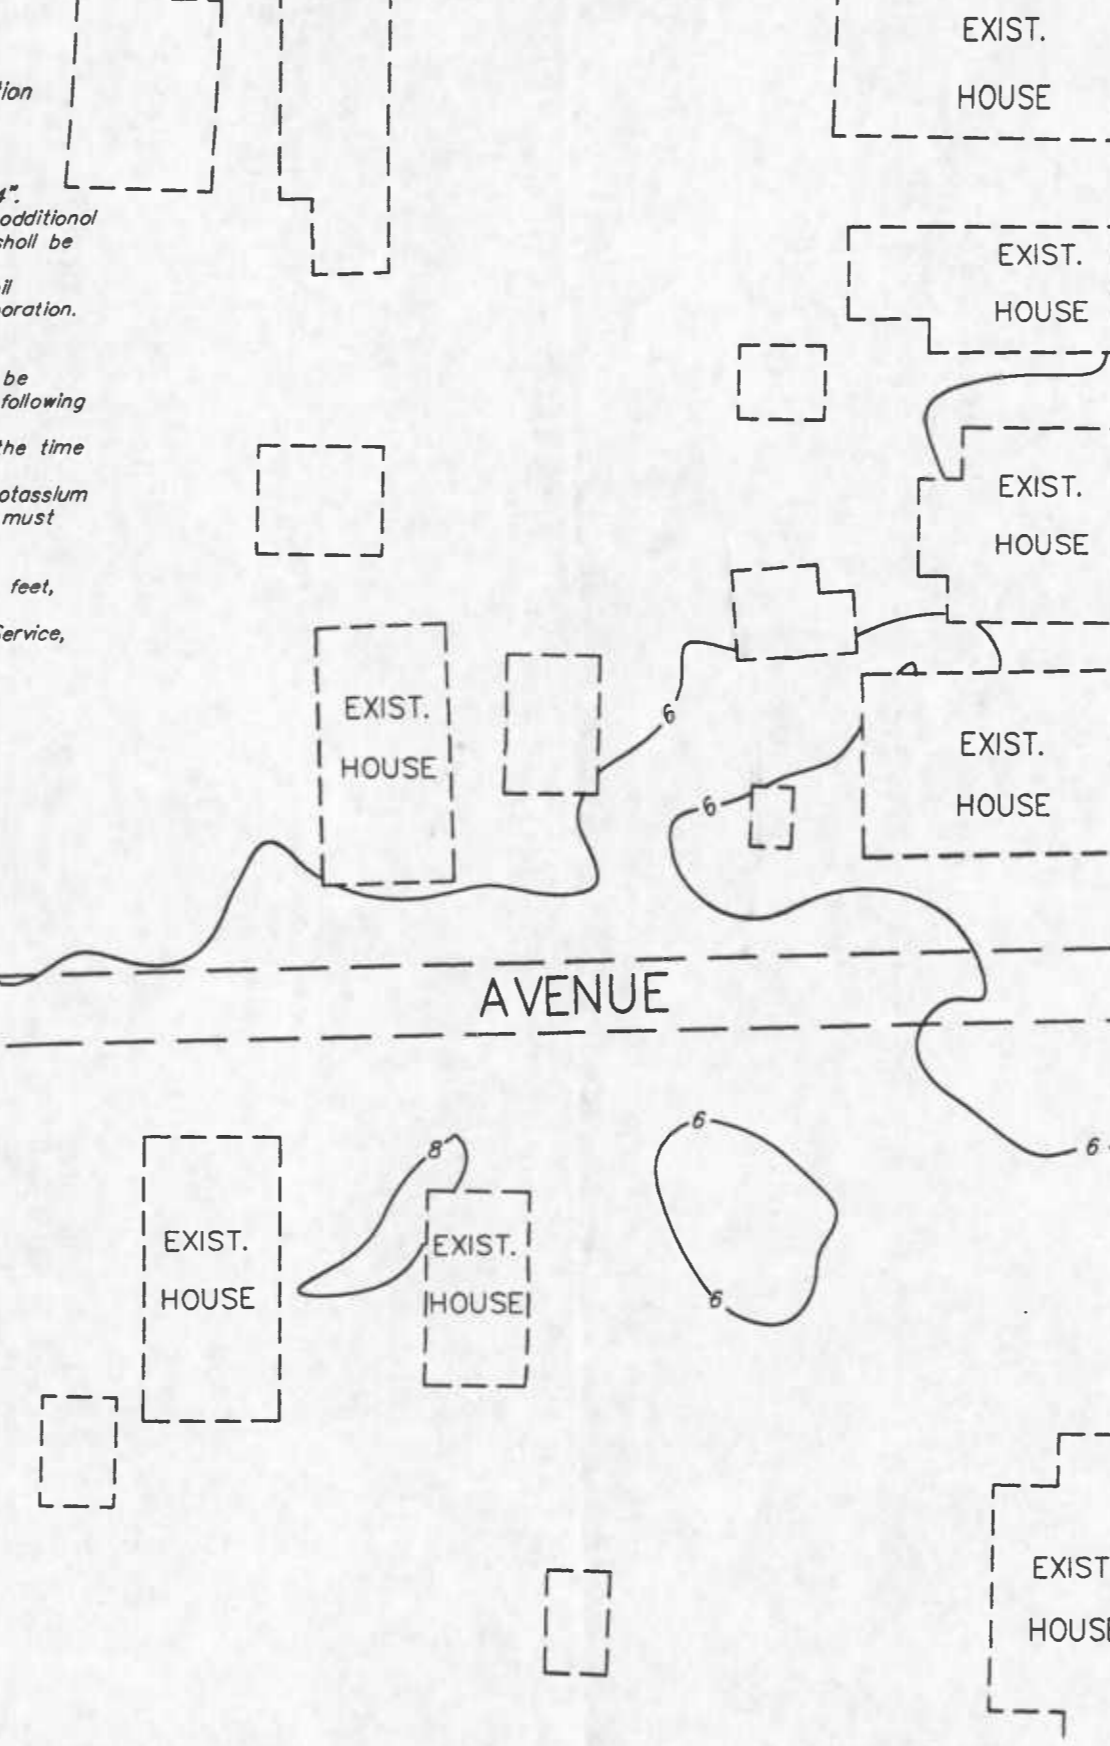 tion
4".
additional
shall be
il
poration.
be
following
the time
otassium
must
feet,
Service,
EXIST.
HOUSE
EXIST.
HOUSE
EXIST.
HOUSE
EXIST.
HOUSE
EXIST.
HOUSE
6
6
AVENUE
6
8
6
6
EXIST.
HOUSE
EXIST.
HOUSE
EXIST
HOUSE